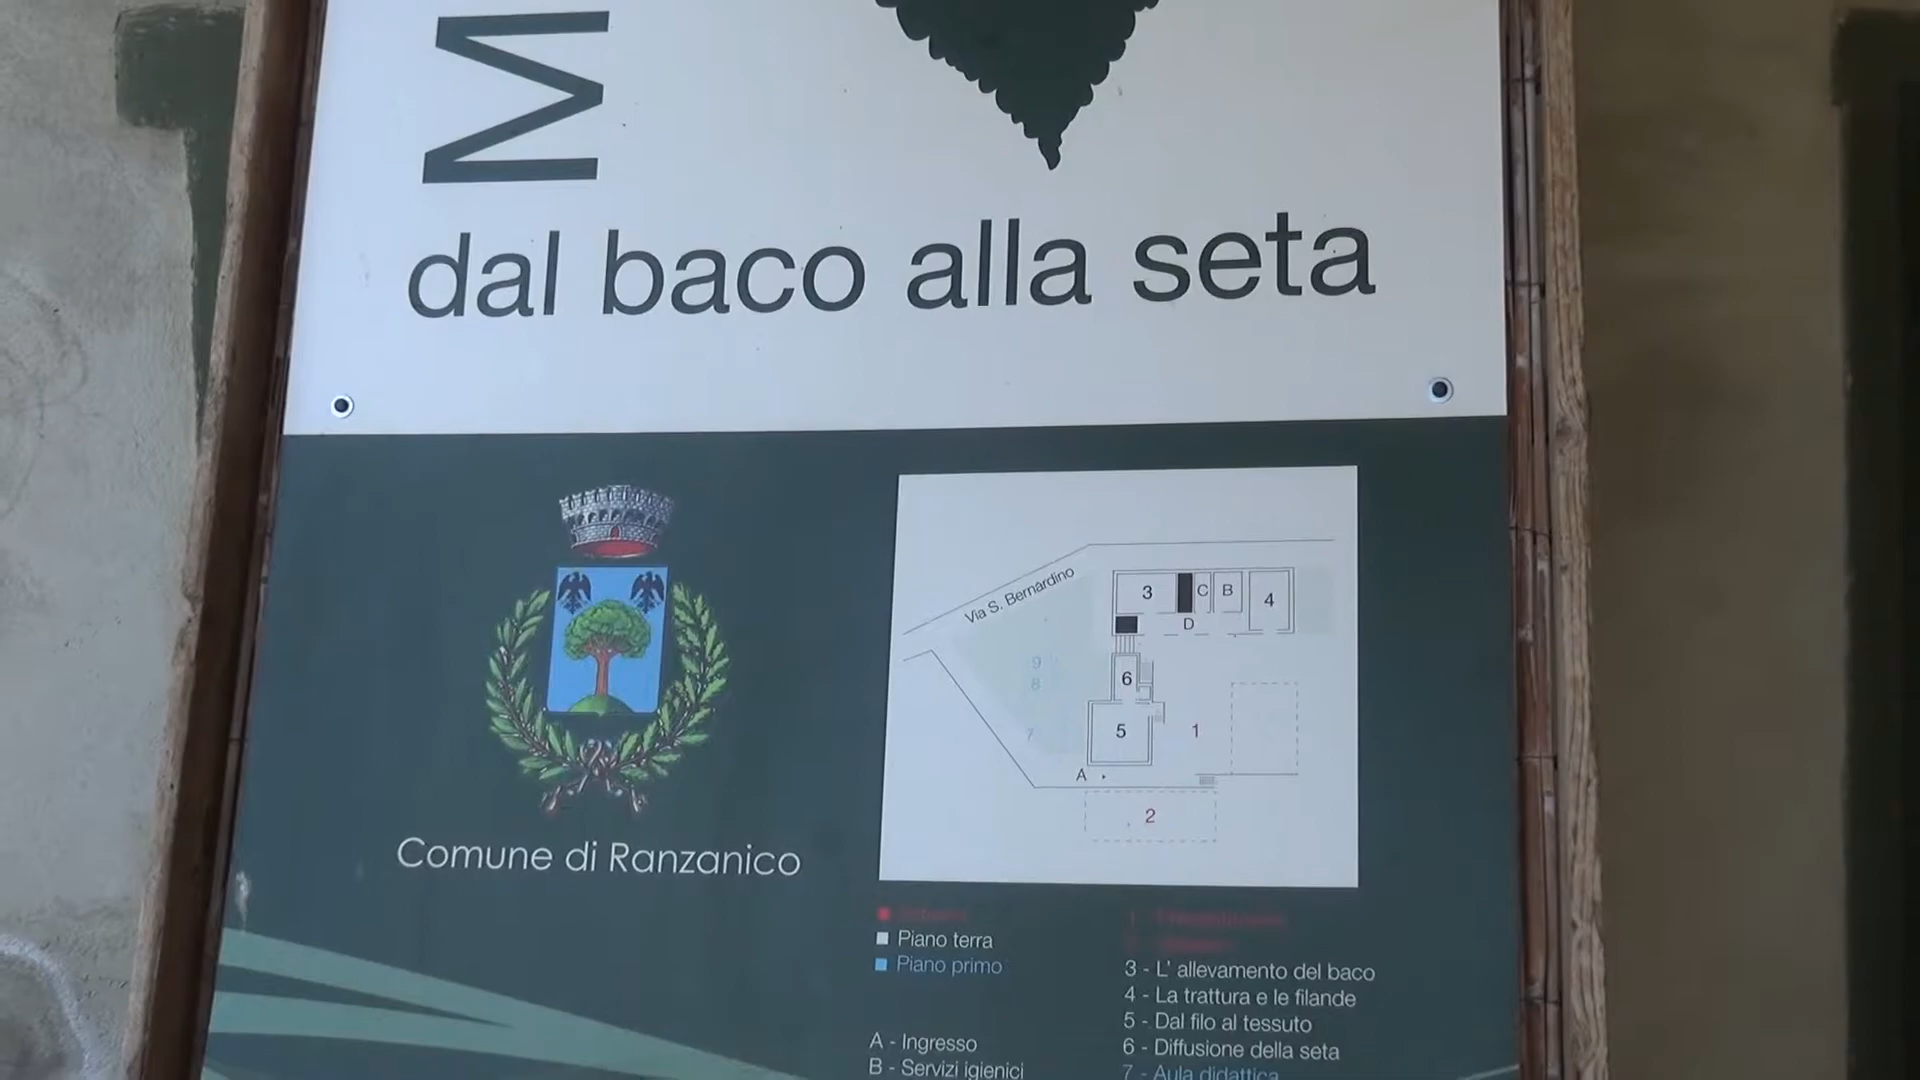 M
dal baco alla seta
Via S. Bernardino
3
C
B
4
D
9
8
6
7
5
1
A
2
Comune di Ranzanico
Piano terra
Piano primo
A - Ingresso
B - Servizi igienici
3 - L' allevamento del baco
4 - La trattura e le filande
5 - Dal filo al tessuto
6 - Diffusione della seta
7 - Aula didattica